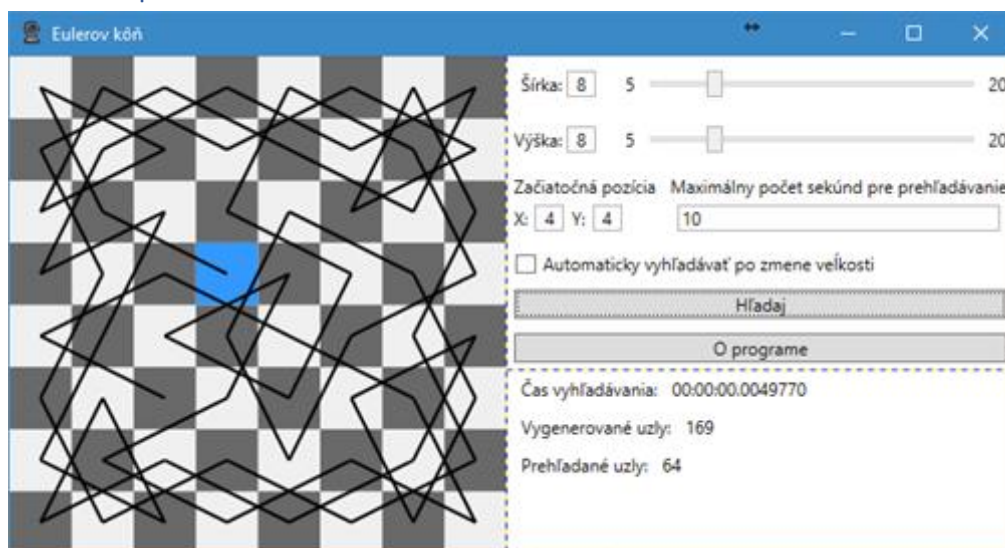 Eulerov kôň
Šírka: 8 5 20
Výška: 8 5 20
Začiatočná pozícia Maximálny počet sekúnd pre prehľadávanie
X: 4 Y: 4 10
Automaticky vyhľadávať po zmene veľkosti
Hľadaj
O programe
Čas vyhľadávania: 00:00:00.0049770
Vygenerované uzly: 169
Prehľadané uzly: 64